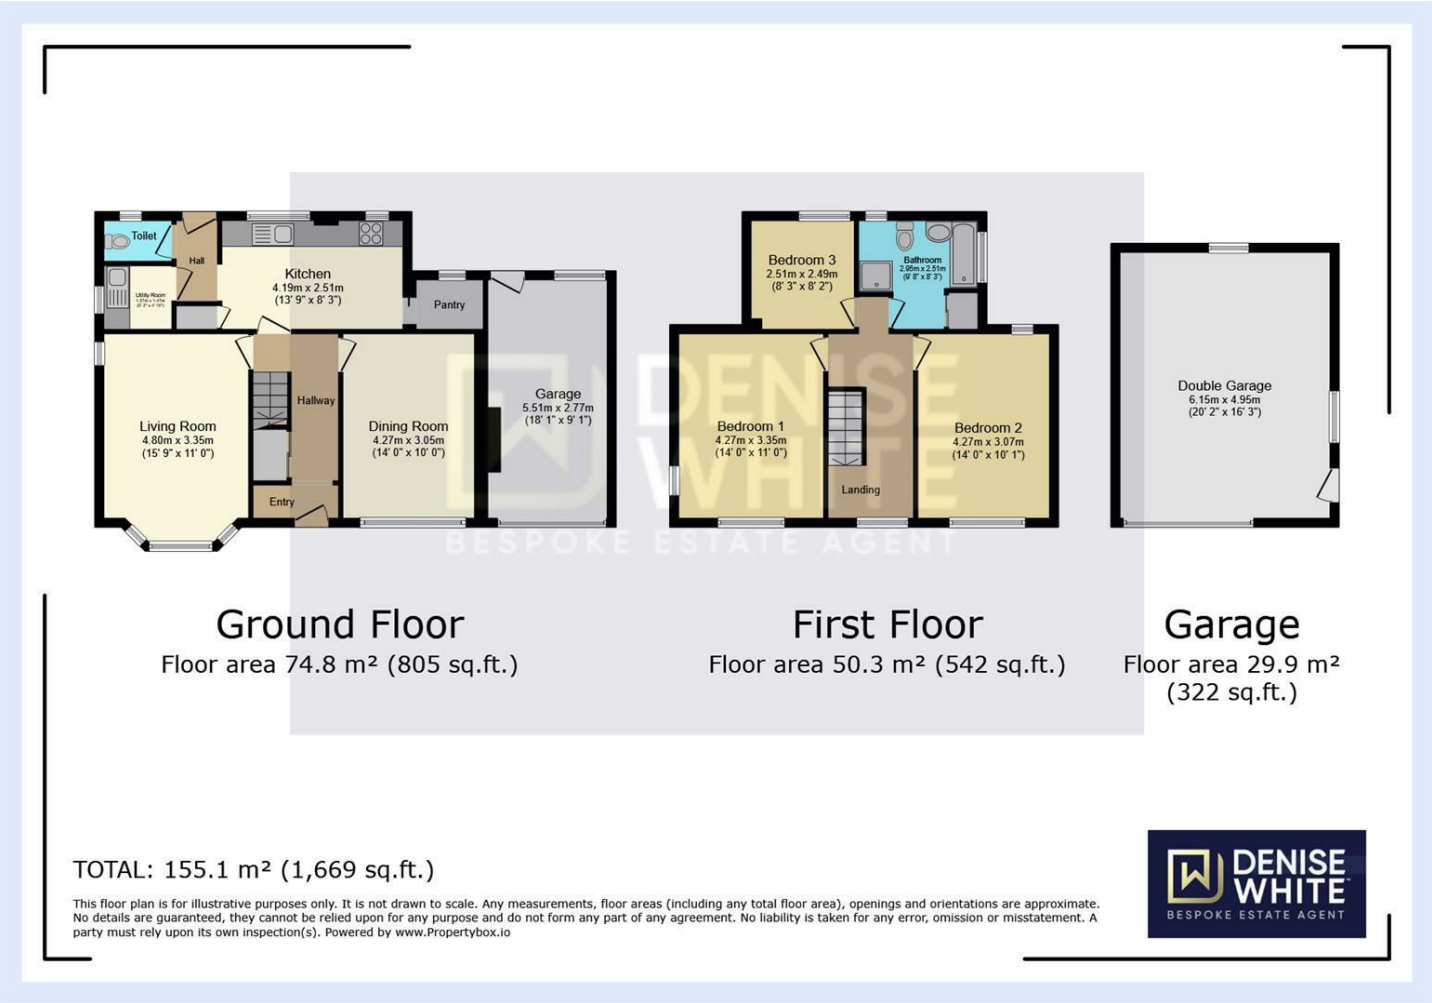 Toilet
Hall
Kitchen
4.19m x 2.51m
(13' 9" x 8' 3")
Utility Room
Pantry
Living Room
4.80m x 3.35m
(15' 9" x 11' 0")
Hallway
Entry
Dining Room
4.27m x 3.05m
(14' 0" x 10' 0")
Garage
5.51m x 2.77m
(18' 1" x 9' 1")
Bedroom 3
2.51m x 2.49m
(8' 3" x 8' 2")
Bathroom
2.95m x 2.51m
(9' 8" x 8' 3")
Bedroom 1
4.27m x 3.35m
(14' 0" x 11' 0")
Landing
Bedroom 2
4.27m x 3.07m
(14' 0" x 10' 1")
Double Garage
6.15m x 4.95m
(20' 2" x 16' 3")
DENISE
WHITE
BESPOKE ESTATE AGENT
Ground Floor
Floor area 74.8 m² (805 sq.ft.)
First Floor
Floor area 50.3 m² (542 sq.ft.)
Garage
Floor area 29.9 m²
(322 sq.ft.)
TOTAL: 155.1 m² (1,669 sq.ft.)
This floor plan is for illustrative purposes only. It is not drawn to scale. Any measurements, floor areas (including any total floor area), openings and orientations are approximate.
No details are guaranteed, they cannot be relied upon for any purpose and do not form any part of any agreement. No liability is taken for any error, omission or misstatement. A
party must rely upon its own inspection(s). Powered by www.Propertybox.io
DENISE
WHITE
BESPOKE ESTATE AGENT